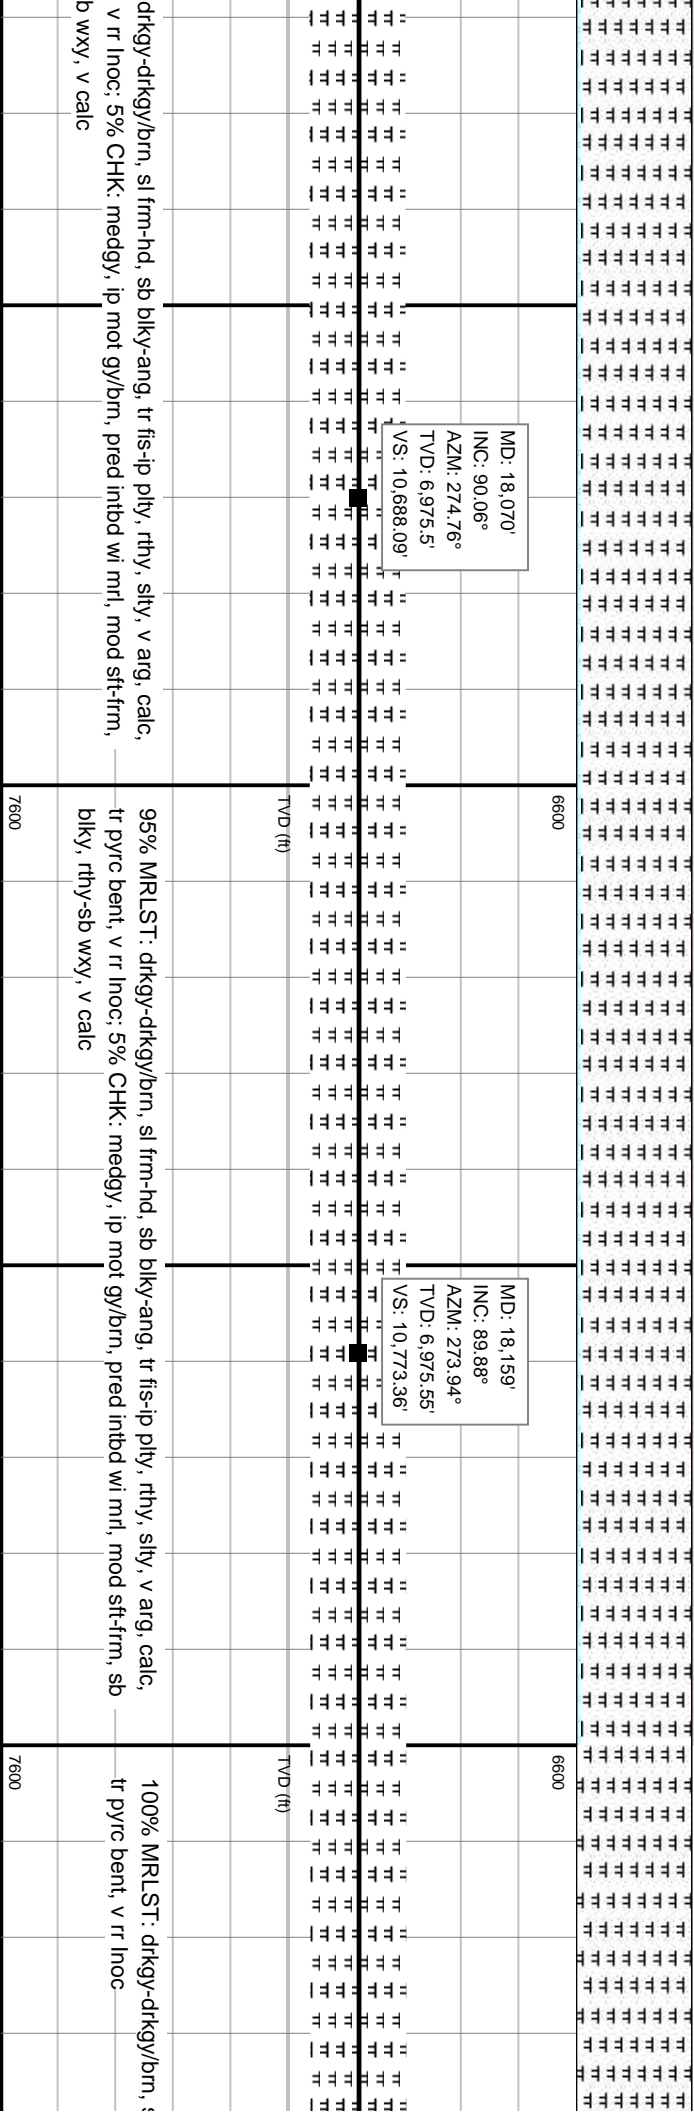 drkgy-drkgy/brn, sl frm-hd, sb blky-ang, tr fis-ip plty, rthy, slty, v arg, calc,
v rr Inoc; 5% CHK: medgy, ip mot gy/brn, pred intbd wi mrl, mod sft-frm,
b wxy, v calc
MD: 18,070'
INC: 90.06°
AZM: 274.76°
TVD: 6,975.5'
VS: 10,688.09'
6600
TVD (ft)
7600
95% MRLST: drkgy-drkgy/brn, sl frm-hd, sb blky-ang, tr fis-ip plty, rthy, slty, v arg, calc,
tr pyrc bent, v rr Inoc; 5% CHK: medgy, ip mot gy/brn, pred intbd wi mrl, mod sft-frm, sb
blky, rthy-sb wxy, v calc
MD: 18,159'
INC: 89.88°
AZM: 273.94°
TVD: 6,975.55'
VS: 10,773.36'
6600
TVD (ft)
7600
100% MRLST: drkgy-drkgy/brn, s
tr pyrc bent, v rr Inoc